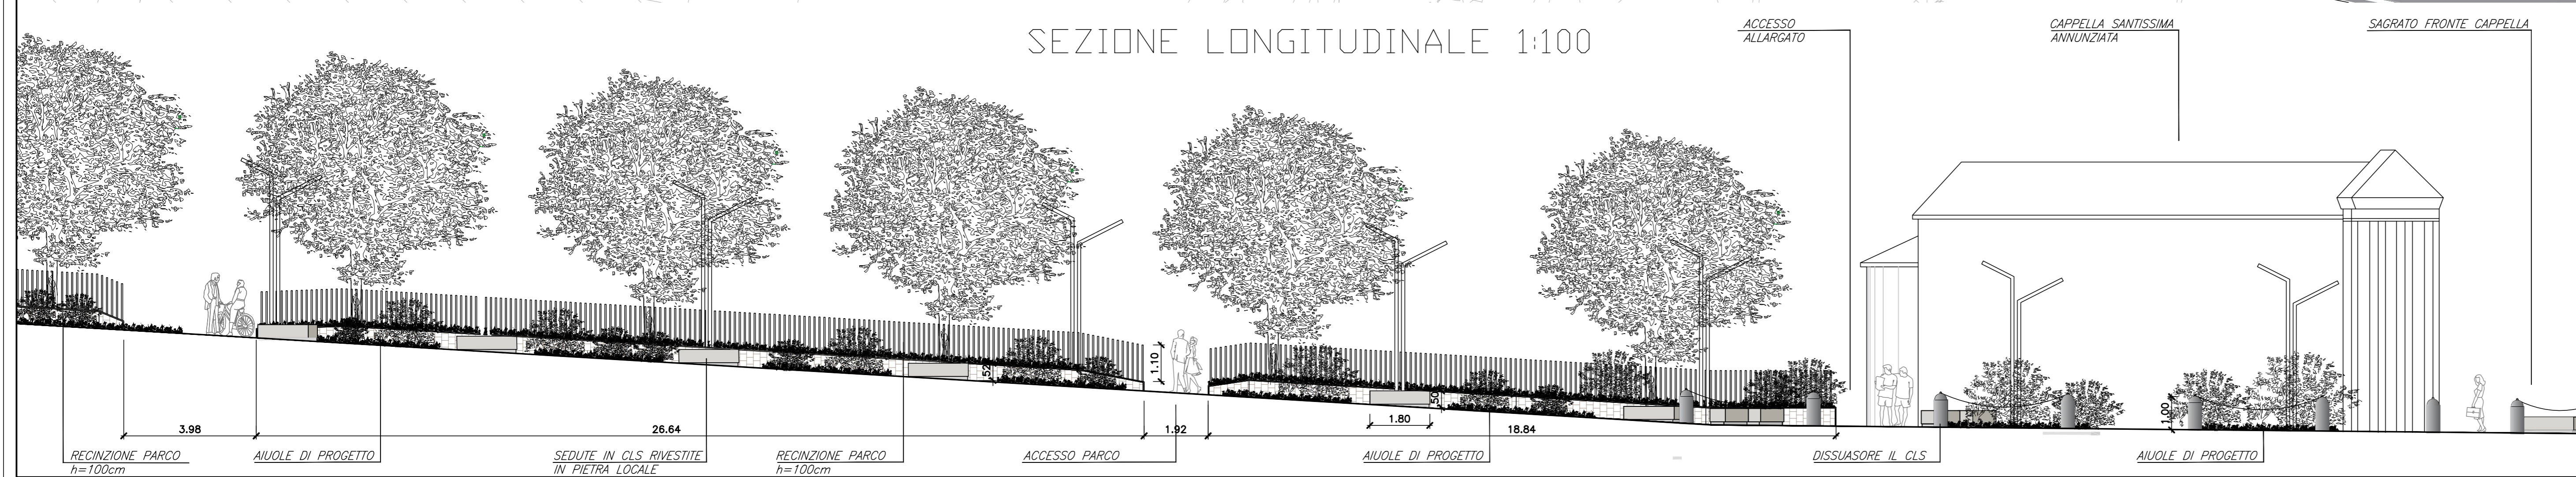 SEZIONE LONGITUDINALE 1:100
ACCESSO
ALLARGATO
CAPPELLA SANTISSIMA
ANNUNZIATA
SAGRATO FRONTE CAPPELLA
1.10
.52
.50
1.00
1.80
3.98
26.64
1.92
18.84
RECINZIONE PARCO
h=100cm
AIUOLE DI PROGETTO
SEDUTE IN CLS RIVESTITE
IN PIETRA LOCALE
RECINZIONE PARCO
h=100cm
ACCESSO PARCO
AIUOLE DI PROGETTO
DISSUASORE IL CLS
AIUOLE DI PROGETTO